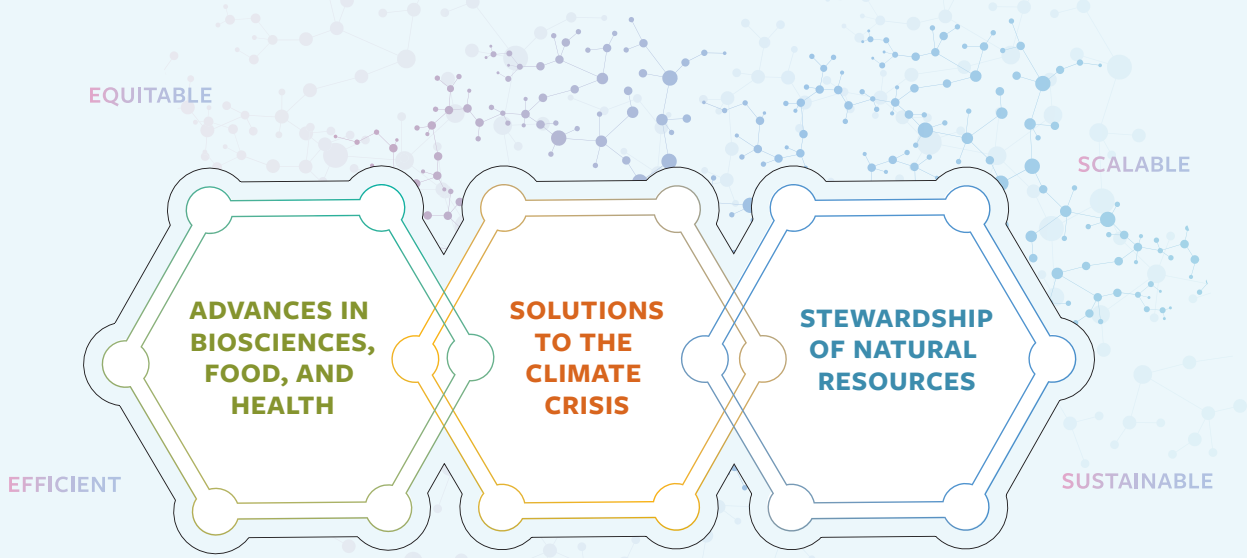 EQUITABLE
SCALABLE
ADVANCES IN
BIOSCIENCES,
FOOD, AND
HEALTH
SOLUTIONS
TO THE
CLIMATE
CRISIS
STEWARDSHIP
OF NATURAL
RESOURCES
EFFICIENT
SUSTAINABLE